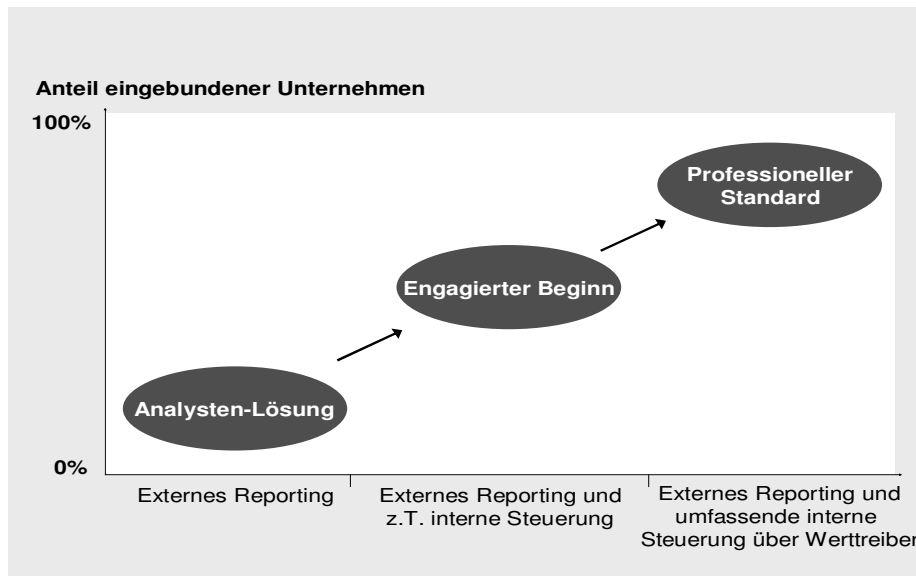 Anteil eingebundener Unternehmen
100%
Professioneller
Standard
Engagierter Beginn
Analysten-Lösung
0%
Externes Reporting
Externes Reporting und
z.T. interne Steuerung
Externes Reporting und
umfassende interne
Steuerung über Werttreiber